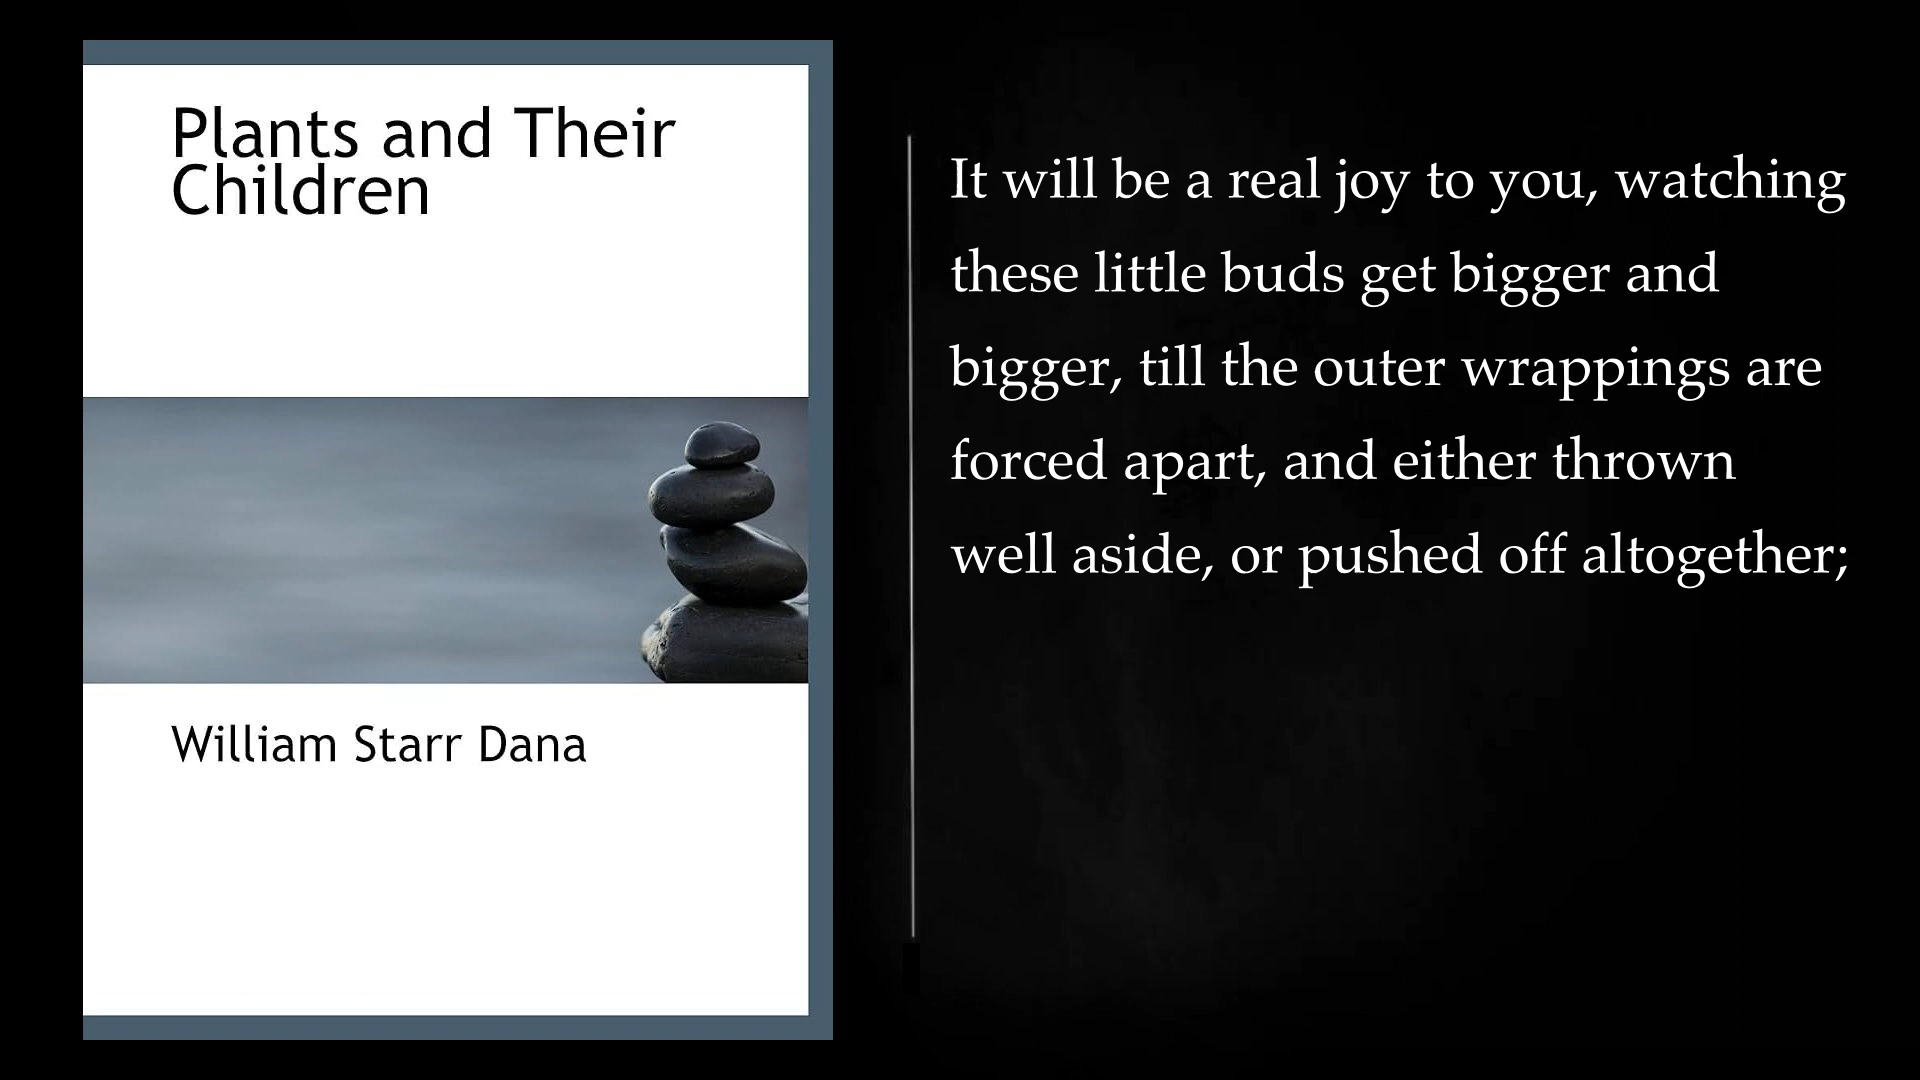 Plants and Their
Children
William Starr Dana
It will be a real joy to you, watching
these little buds get bigger and
bigger, till the outer wrappings are
forced apart, and either thrown
well aside, or pushed off altogether;